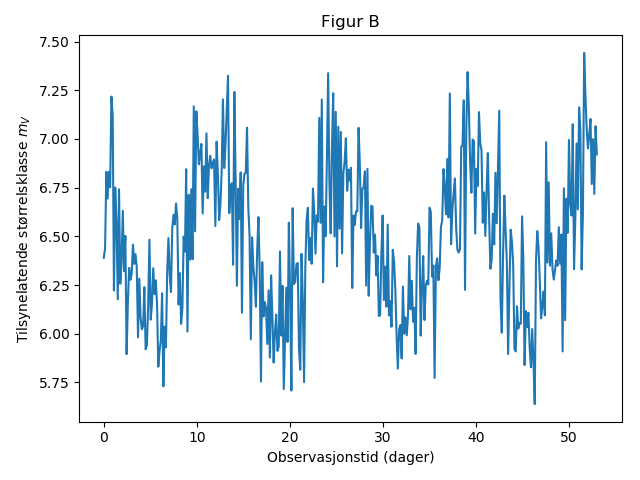 Figur B
Tilsynelatende størrelsklasse $m_V$
7.50
7.25
7.00
6.75
6.50
6.25
6.00
5.75
0 10 20 30 40 50
Observasjonstid (dager)